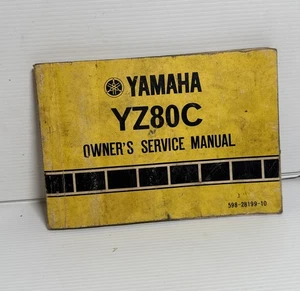 YAMAHA
YZ80C
OWNER'S SERVICE MANUAL
598-28199-10